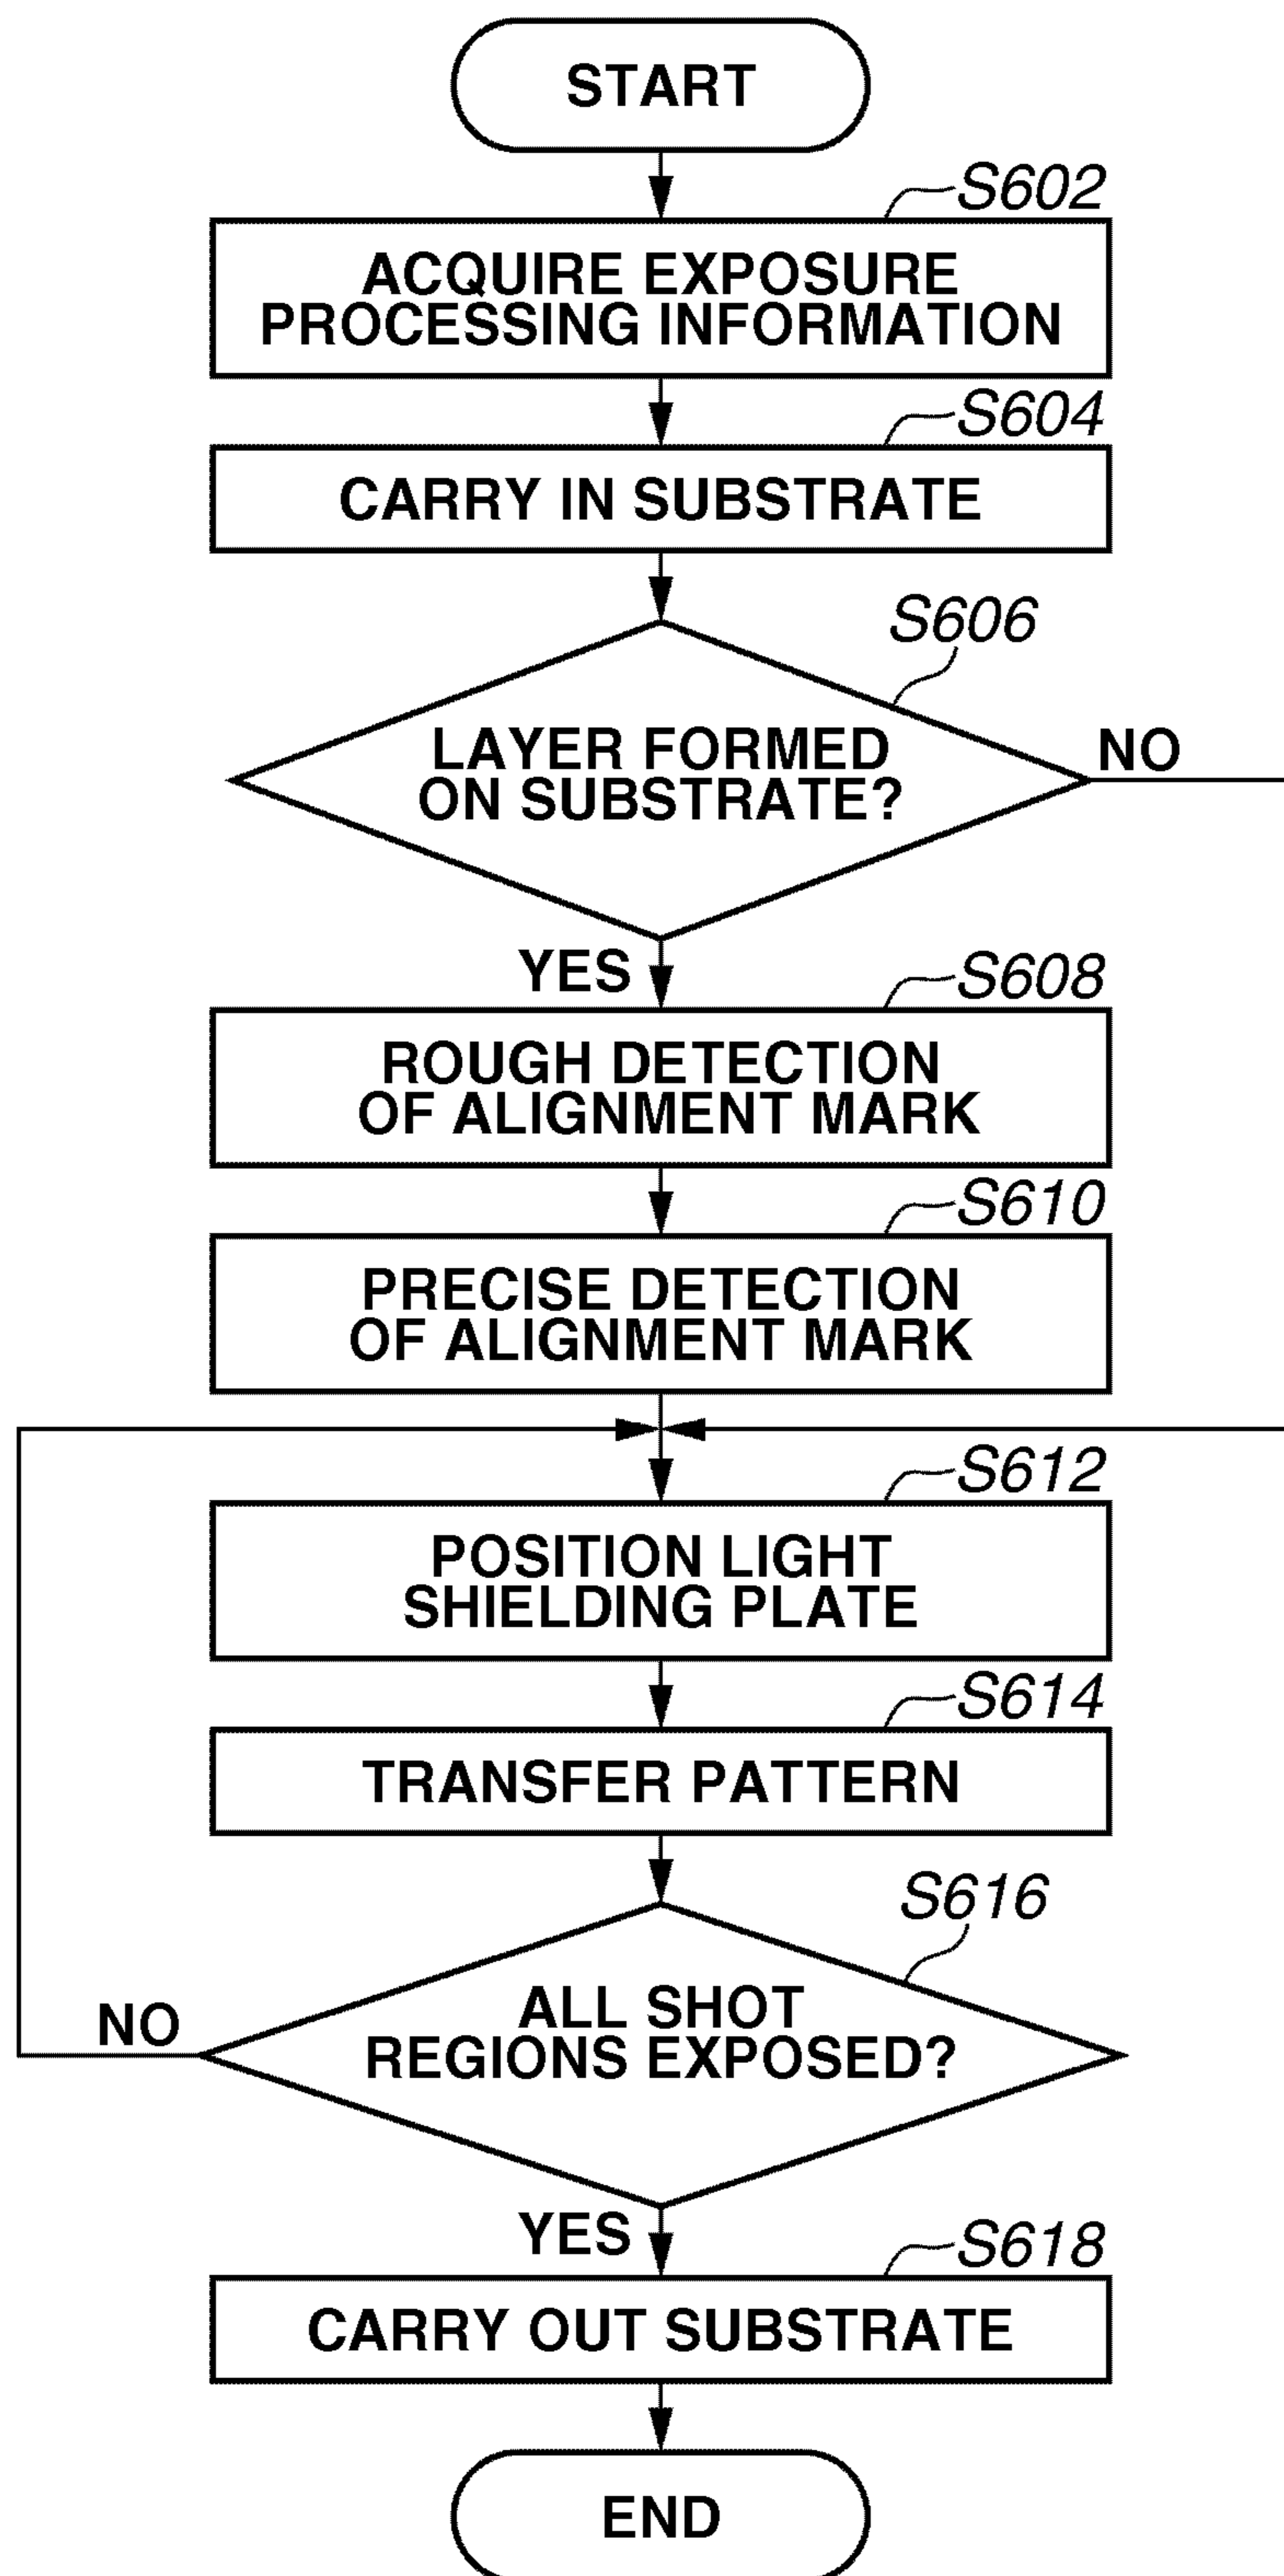 START
S602
ACQUIRE EXPOSURE
PROCESSING INFORMATION
S604
CARRY IN SUBSTRATE
S606
LAYER FORMED
ON SUBSTRATE?
NO
YES
S608
ROUGH DETECTION
OF ALIGNMENT MARK
S610
PRECISE DETECTION
OF ALIGNMENT MARK
S612
POSITION LIGHT
SHIELDING PLATE
S614
TRANSFER PATTERN
S616
ALL SHOT
REGIONS EXPOSED?
NO
YES
S618
CARRY OUT SUBSTRATE
END